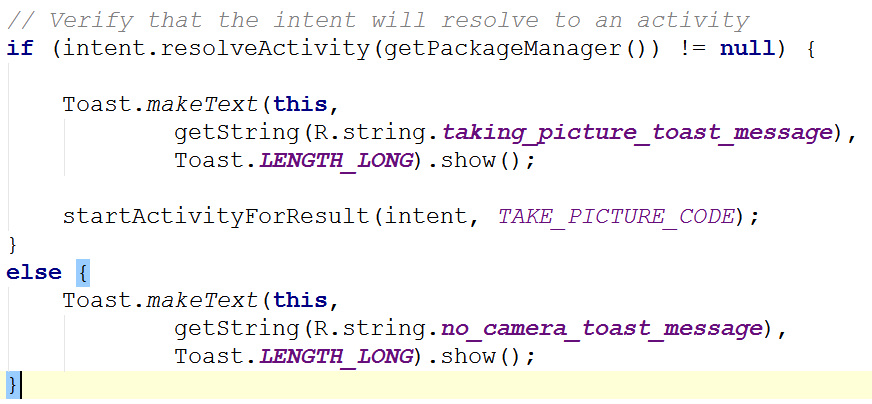 // Verify that the intent will resolve to an activity
if (intent.resolveActivity(getPackageManager()) != null) {
Toast.makeText(this,
getString(R.string.taking_picture_toast_message),
Toast.LENGTH_LONG).show();
startActivityForResult(intent, TAKE_PICTURE_CODE);
}
else {
Toast.makeText(this,
getString(R.string.no_camera_toast_message),
Toast.LENGTH_LONG).show();
}